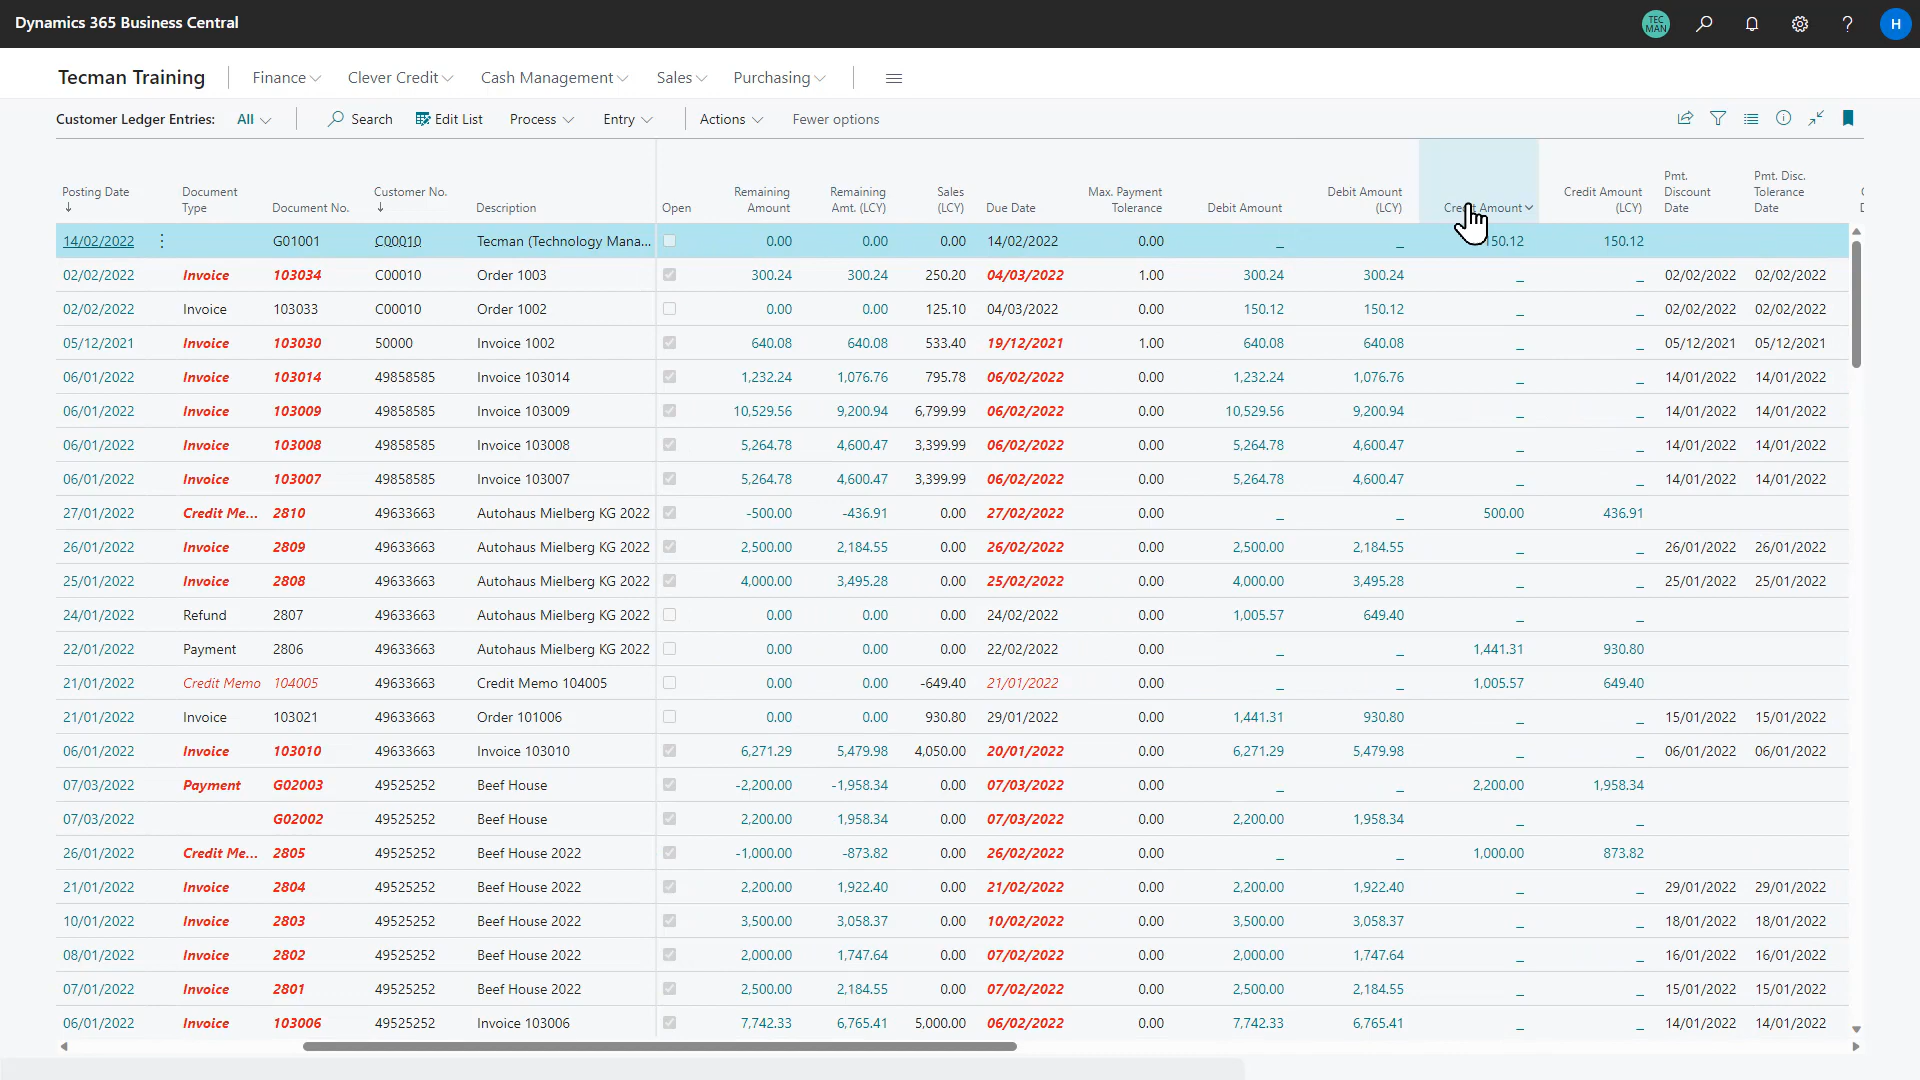 Dynamics 365 Business Central
TEC MAN
?
H
Tecman Training
Finance
Clever Credit
Cash Management
Sales
Purchasing
Customer Ledger Entries: All
Search
Edit List
Process
Entry
Actions
Fewer options
Posting Date ↓ Document Type Document No. Customer No. ↓ Description Open Remaining Amount Remaining Amt. (LCY) Sales (LCY) Due Date Max. Payment Tolerance Debit Amount Debit Amount (LCY) Credit Amount Credit Amount (LCY) Pmt. Discount Date Pmt. Disc. Tolerance Date
14/02/2022 G01001 C00010 Tecman (Technology Mana... 0.00 0.00 0.00 14/02/2022 0.00 _ _ 150.12 150.12
02/02/2022 Invoice 103034 C00010 Order 1003 300.24 300.24 250.20 04/03/2022 1.00 300.24 300.24 _ _ 02/02/2022 02/02/2022
02/02/2022 Invoice 103033 C00010 Order 1002 0.00 0.00 125.10 04/03/2022 0.00 150.12 150.12 _ _ 02/02/2022 02/02/2022
05/12/2021 Invoice 103030 50000 Invoice 1002 640.08 640.08 533.40 19/12/2021 1.00 640.08 640.08 _ _ 05/12/2021 05/12/2021
06/01/2022 Invoice 103014 49858585 Invoice 103014 1,232.24 1,076.76 795.78 06/02/2022 0.00 1,232.24 1,076.76 _ _ 14/01/2022 14/01/2022
06/01/2022 Invoice 103009 49858585 Invoice 103009 10,529.56 9,200.94 6,799.99 06/02/2022 0.00 10,529.56 9,200.94 _ _ 14/01/2022 14/01/2022
06/01/2022 Invoice 103008 49858585 Invoice 103008 5,264.78 4,600.47 3,399.99 06/02/2022 0.00 5,264.78 4,600.47 _ _ 14/01/2022 14/01/2022
06/01/2022 Invoice 103007 49858585 Invoice 103007 5,264.78 4,600.47 3,399.99 06/02/2022 0.00 5,264.78 4,600.47 _ _ 14/01/2022 14/01/2022
27/01/2022 Credit Me... 2810 49633663 Autohaus Mielberg KG 2022 -500.00 -436.91 0.00 27/02/2022 0.00 _ _ 500.00 436.91
26/01/2022 Invoice 2809 49633663 Autohaus Mielberg KG 2022 2,500.00 2,184.55 0.00 26/02/2022 0.00 2,500.00 2,184.55 _ _ 26/01/2022 26/01/2022
25/01/2022 Invoice 2808 49633663 Autohaus Mielberg KG 2022 4,000.00 3,495.28 0.00 25/02/2022 0.00 4,000.00 3,495.28 _ _ 25/01/2022 25/01/2022
24/01/2022 Refund 2807 49633663 Autohaus Mielberg KG 2022 0.00 0.00 0.00 24/02/2022 0.00 1,005.57 649.40 _ _
22/01/2022 Payment 2806 49633663 Autohaus Mielberg KG 2022 0.00 0.00 0.00 22/02/2022 0.00 _ _ 1,441.31 930.80
21/01/2022 Credit Memo 104005 49633663 Credit Memo 104005 0.00 0.00 -649.40 21/01/2022 0.00 _ _ 1,005.57 649.40
21/01/2022 Invoice 103021 49633663 Order 101006 0.00 0.00 930.80 29/01/2022 0.00 1,441.31 930.80 _ _ 15/01/2022 15/01/2022
06/01/2022 Invoice 103010 49633663 Invoice 103010 6,271.29 5,479.98 4,050.00 20/01/2022 0.00 6,271.29 5,479.98 _ _ 06/01/2022 06/01/2022
07/03/2022 Payment G02003 49525252 Beef House -2,200.00 -1,958.34 0.00 07/03/2022 0.00 _ _ 2,200.00 1,958.34
07/03/2022 G02002 49525252 Beef House 2,200.00 1,958.34 0.00 07/03/2022 0.00 2,200.00 1,958.34 _ _
26/01/2022 Credit Me... 2805 49525252 Beef House 2022 -1,000.00 -873.82 0.00 26/02/2022 0.00 _ _ 1,000.00 873.82
21/01/2022 Invoice 2804 49525252 Beef House 2022 2,200.00 1,922.40 0.00 21/02/2022 0.00 2,200.00 1,922.40 _ _ 29/01/2022 29/01/2022
10/01/2022 Invoice 2803 49525252 Beef House 2022 3,500.00 3,058.37 0.00 10/02/2022 0.00 3,500.00 3,058.37 _ _ 18/01/2022 18/01/2022
08/01/2022 Invoice 2802 49525252 Beef House 2022 2,000.00 1,747.64 0.00 07/02/2022 0.00 2,000.00 1,747.64 _ _ 16/01/2022 16/01/2022
07/01/2022 Invoice 2801 49525252 Beef House 2022 2,500.00 2,184.55 0.00 07/02/2022 0.00 2,500.00 2,184.55 _ _ 15/01/2022 15/01/2022
06/01/2022 Invoice 103006 49525252 Invoice 103006 7,742.33 6,765.41 5,000.00 06/02/2022 0.00 7,742.33 6,765.41 _ _ 14/01/2022 14/01/2022